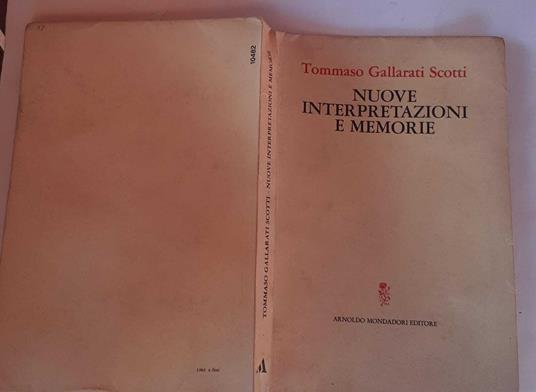 10482
TOMMASO GALLARATI SCOTTI - NUOVE INTERPRETAZIONI E MEMORIE
Tommaso Gallarati Scotti
NUOVE
INTERPRETAZIONI
E MEMORIE
ARNOLDO MONDADORI EDITORE